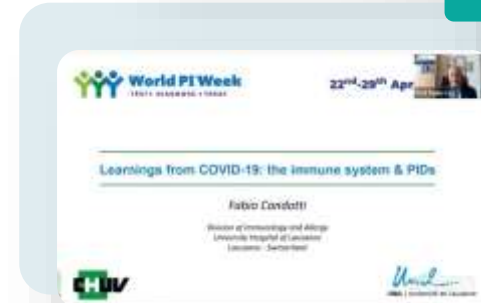 World PI Week
22nd-29th Apr
Learnings from COVID-19: the immune system & PIDs
Fabio Candotti
Division of Immunology and Allergy
University Hospital of Lausanne
Lausanne - Switzerland
CHUV
Unil